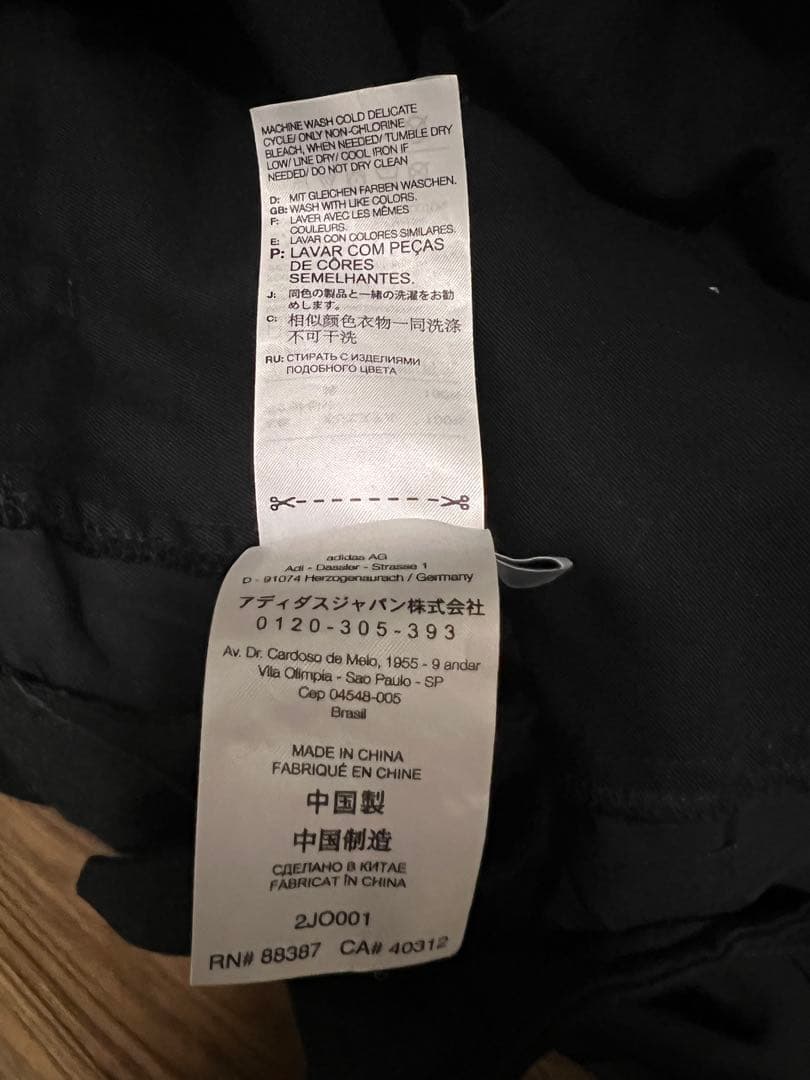 MACHINE WASH COLD DELICATE
CYCLE/ ONLY NON-CHLORINE
BLEACH, WHEN NEEDED/ TUMBLE DRY
LOW/ LINE DRY/ COOL IRON IF
NEEDED/ DO NOT DRY CLEAN
D: MIT GLEICHEN FARBEN WASCHEN.
GB: WASH WITH LIKE COLORS.
F: LAVER AVEC LES MÊMES
COULEURS.
E: LAVAR CON COLORES SIMILARES.
P: LAVAR COM PEÇAS
DE CÔRES
SEMELHANTES.
J: 同色の製品と一緒の洗濯をお勧
めします。
C: 相似颜色衣物一同洗涤
不可干洗
RU: СТИРАТЬ С ИЗДЕЛИЯМИ
ПОДОБНОГО ЦВЕТА
adidas AG
Adi - Dassler - Strasse 1
D - 91074 Herzogenaurach / Germany
アディダスジャパン株式会社
0120-305-393
Av. Dr. Cardoso de Melo, 1955 - 9 andar
Vila Olimpia - Sao Paulo - SP
Cep 04548-005
Brasil
MADE IN CHINA
FABRIQUÉ EN CHINE
中国製
中国制造
СДЕЛАНО В КИТАЕ
FABRICAT ÎN CHINA
2JO001
RN# 88387 CA# 40312